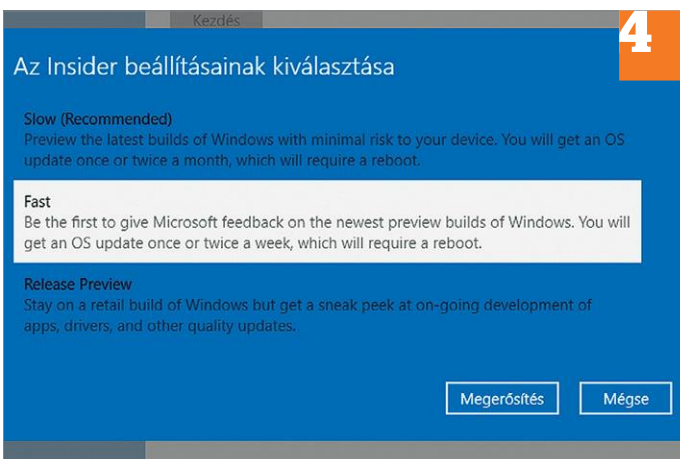 Kezdés
4
Az Insider beállításainak kiválasztása
Slow (Recommended)
Preview the latest builds of Windows with minimal risk to your device. You will get an OS
update once or twice a month, which will require a reboot.
Fast
Be the first to give Microsoft feedback on the newest preview builds of Windows. You will
get an OS update once or twice a week, which will require a reboot.
Release Preview
Stay on a retail build of Windows but get a sneak peek at on-going development of
apps, drivers, and other quality updates.
Megerősítés
Mégse